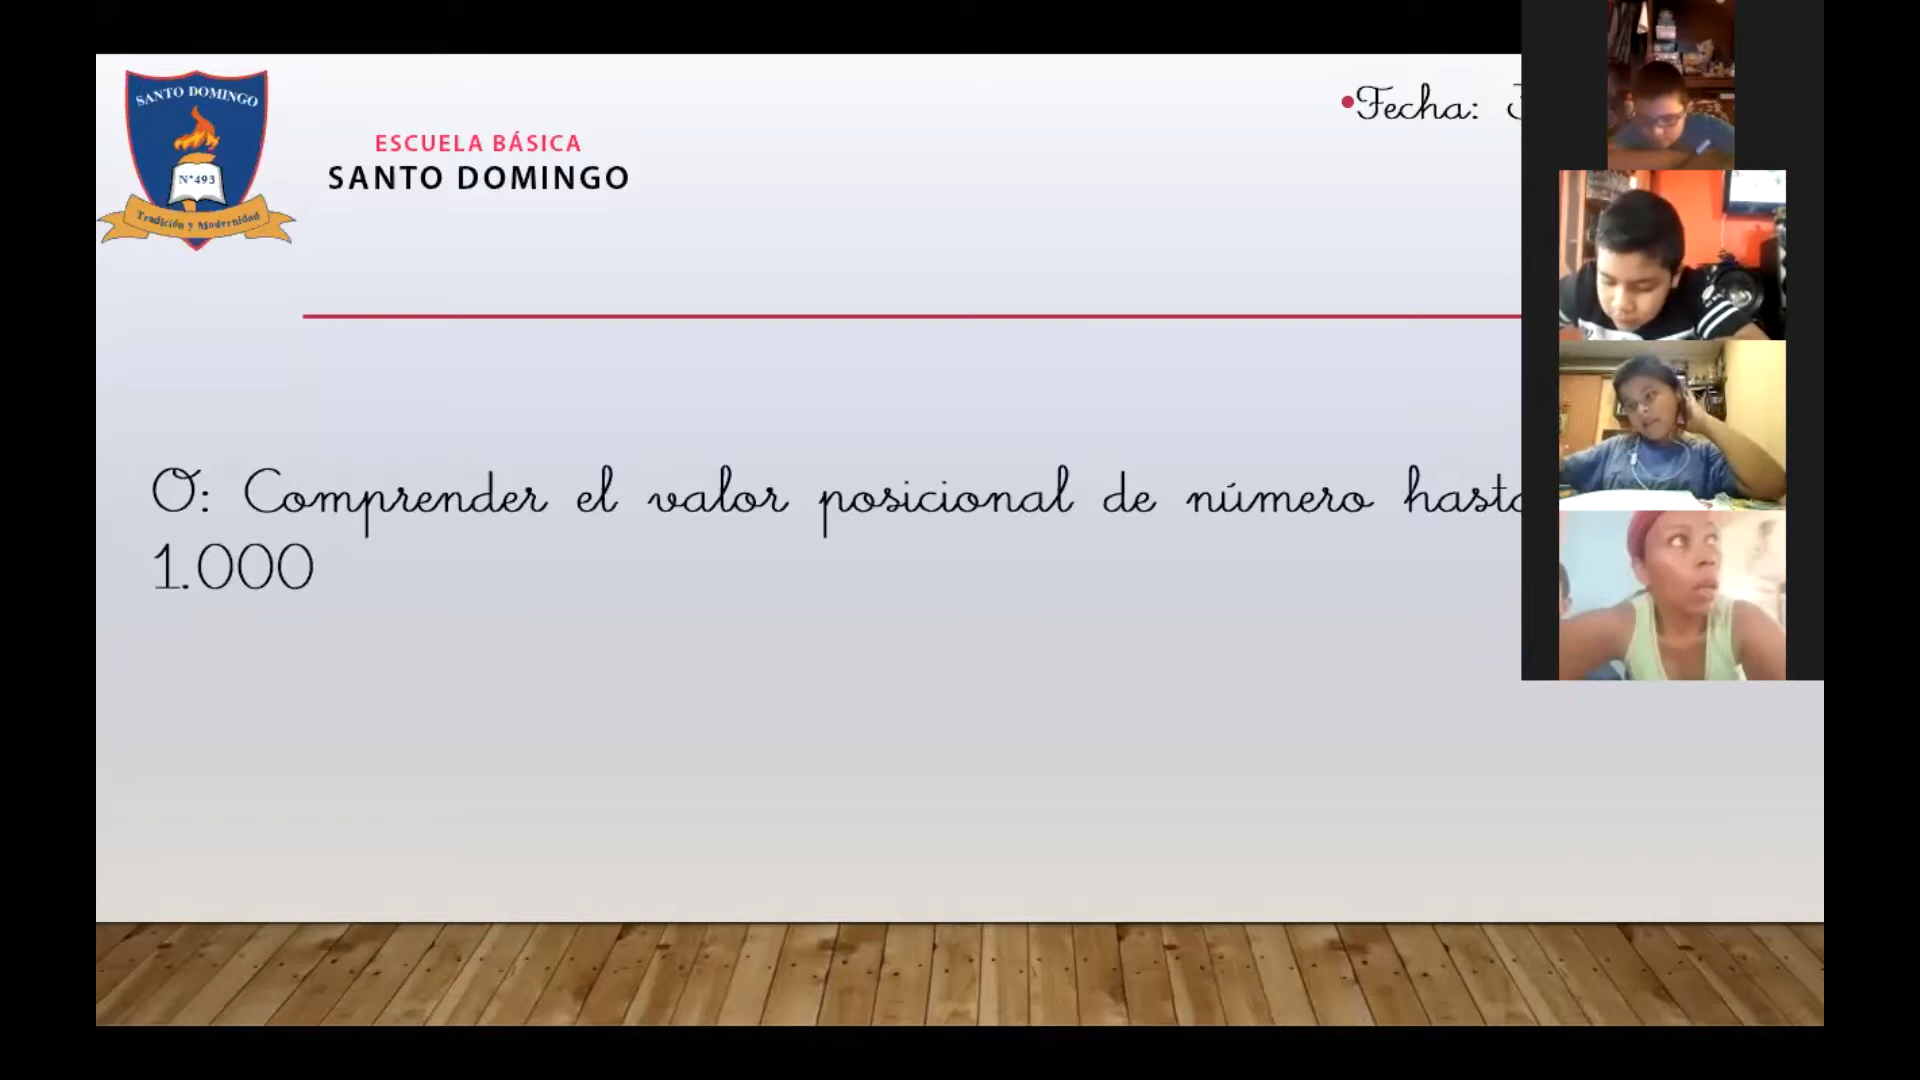 SANTO DOMINGO
N°493
Tradición y Modernidad
ESCUELA BÁSICA
SANTO DOMINGO
•Fecha:
O: Comprender el valor posicional de número hasta
1.000